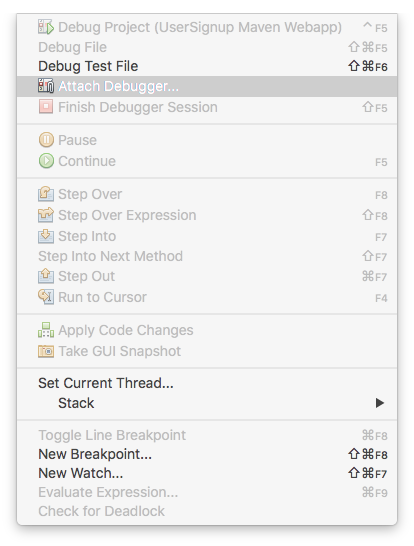 Debug Project (UserSignup Maven Webapp) ^F5
Debug File ⇧⌘F5
Debug Test File ⇧⌘F6
Attach Debugger...
Finish Debugger Session ⇧F5
Pause
Continue F5
Step Over F8
Step Over Expression ⇧F8
Step Into F7
Step Into Next Method ⇧F7
Step Out ⌘F7
Run to Cursor F4
Apply Code Changes
Take GUI Snapshot
Set Current Thread...
Stack ▶
Toggle Line Breakpoint ⌘F8
New Breakpoint... ⇧⌘F8
New Watch... ⇧⌘F7
Evaluate Expression... ⌘F9
Check for Deadlock